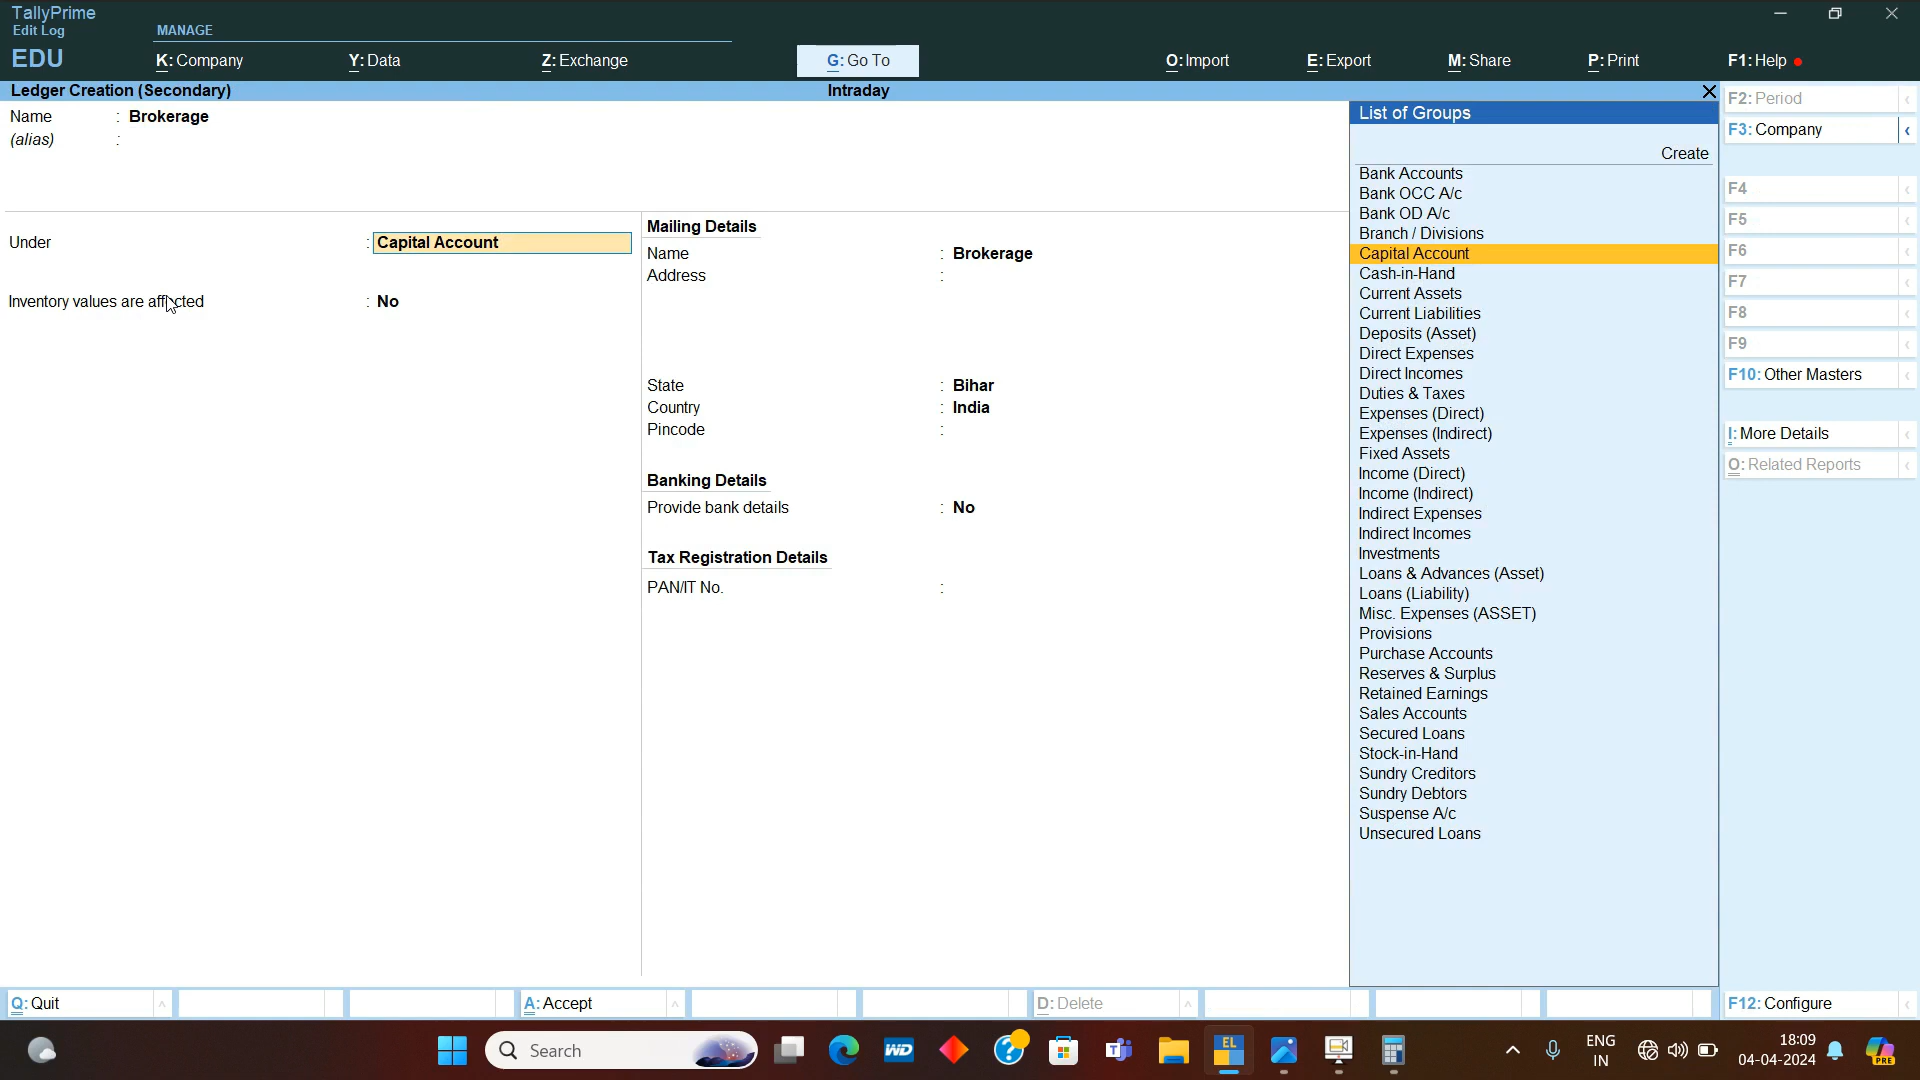 TallyPrime
Edit Log
MANAGE
EDU
K: Company
Y: Data
Z: Exchange
G: Go To
O: Import
E: Export
M: Share
P: Print
F1: Help
Ledger Creation (Secondary)
Intraday
Name : Brokerage
(alias) :
Under : Capital Account
Inventory values are affected : No
Mailing Details
Name : Brokerage
Address :
State : Bihar
Country : India
Pincode :
Banking Details
Provide bank details : No
Tax Registration Details
PAN/IT No. :
List of Groups
Create
Bank Accounts
Bank OCC A/c
Bank OD A/c
Branch / Divisions
Capital Account
Cash-in-Hand
Current Assets
Current Liabilities
Deposits (Asset)
Direct Expenses
Direct Incomes
Duties & Taxes
Expenses (Direct)
Expenses (Indirect)
Fixed Assets
Income (Direct)
Income (Indirect)
Indirect Expenses
Indirect Incomes
Investments
Loans & Advances (Asset)
Loans (Liability)
Misc. Expenses (ASSET)
Provisions
Purchase Accounts
Reserves & Surplus
Retained Earnings
Sales Accounts
Secured Loans
Stock-in-Hand
Sundry Creditors
Sundry Debtors
Suspense A/c
Unsecured Loans
F2: Period
F3: Company
F4
F5
F6
F7
F8
F9
F10: Other Masters
I: More Details
O: Related Reports
Q: Quit
A: Accept
D: Delete
F12: Configure
Search
WD
EL
ENG
IN
18:09
04-04-2024
PRE